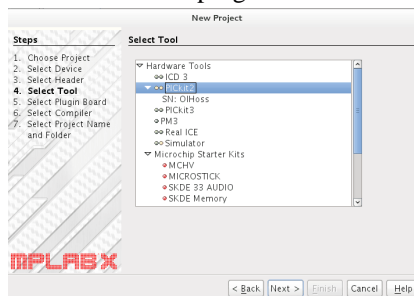 New Project
Steps
1. Choose Project
2. Select Device
3. Select Header
4. Select Tool
5. Select Plugin Board
6. Select Compiler
7. Select Project Name
and Folder
MPLAB X
Select Tool
Hardware Tools
ICD 3
PICkit2
SN: OIHoss
PICkit3
PM3
Real ICE
Simulator
Microchip Starter Kits
MCHV
MICROSTICK
SKDE 33 AUDIO
SKDE Memory
< Back
Next >
Finish
Cancel
Help